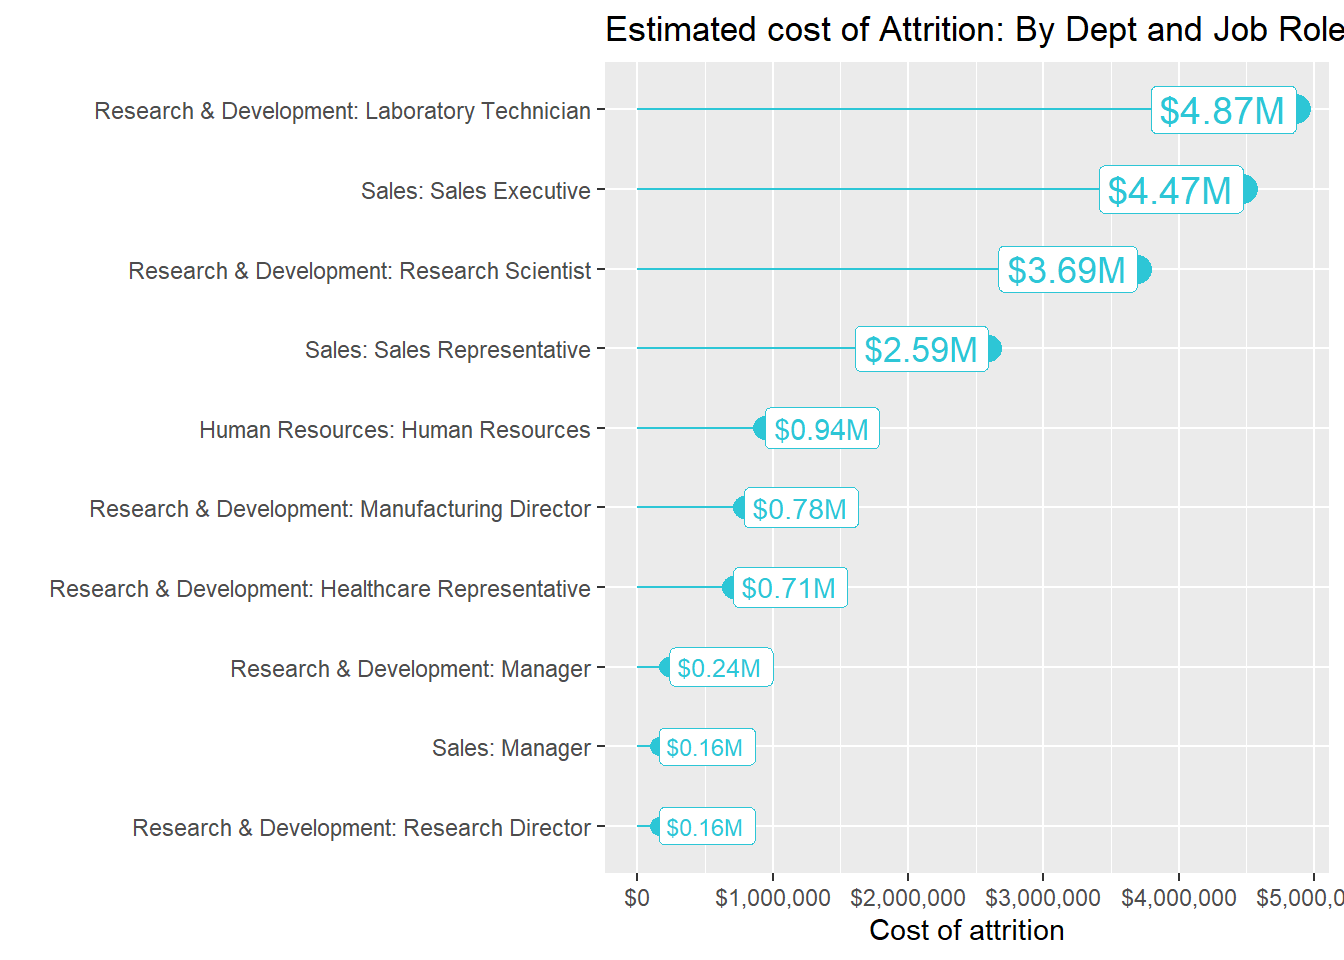 Estimated cost of Attrition: By Dept and Job Role
Research & Development: Laboratory Technician
$4.87M
Sales: Sales Executive
$4.47M
Research & Development: Research Scientist
$3.69M
Sales: Sales Representative
$2.59M
Human Resources: Human Resources
$0.94M
Research & Development: Manufacturing Director
$0.78M
Research & Development: Healthcare Representative
$0.71M
Research & Development: Manager
$0.24M
Sales: Manager
$0.16M
Research & Development: Research Director
$0.16M
$0 $1,000,000 $2,000,000 $3,000,000 $4,000,000 $5,000,0
Cost of attrition